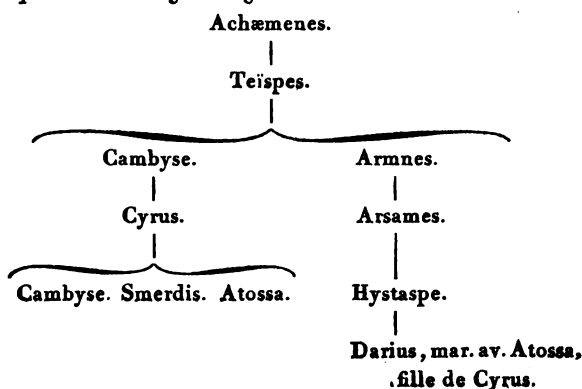 Achæmenes.
Teïspes.
Cambyse. Armnes.
Cyrus. Arsames.
Cambyse. Smerdis. Atossa. Hystaspe.
Darius, mar. av. Atossa,
fille de Cyrus.